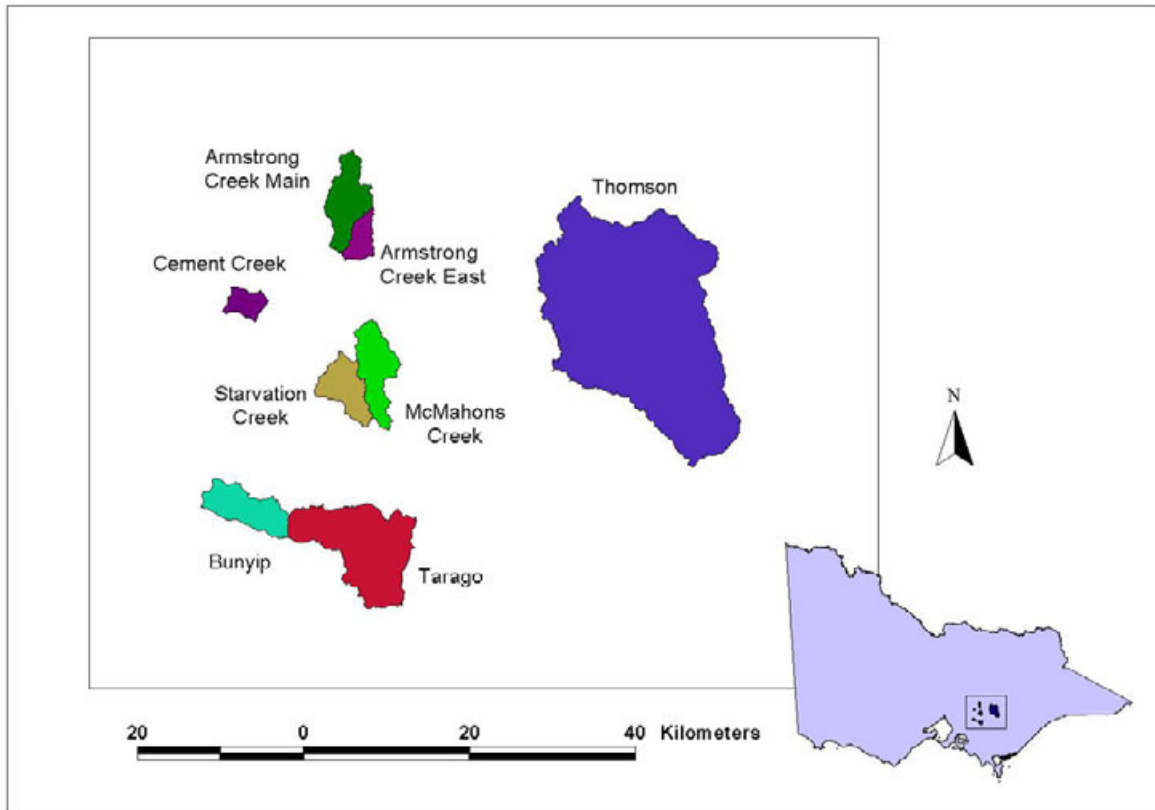 Armstrong
Creek Main
Thomson
Armstrong
Creek East
Cement Creek
Starvation
Creek
McMahons
Creek
N
Bunyip
Tarago
20 0 20 40 Kilometers